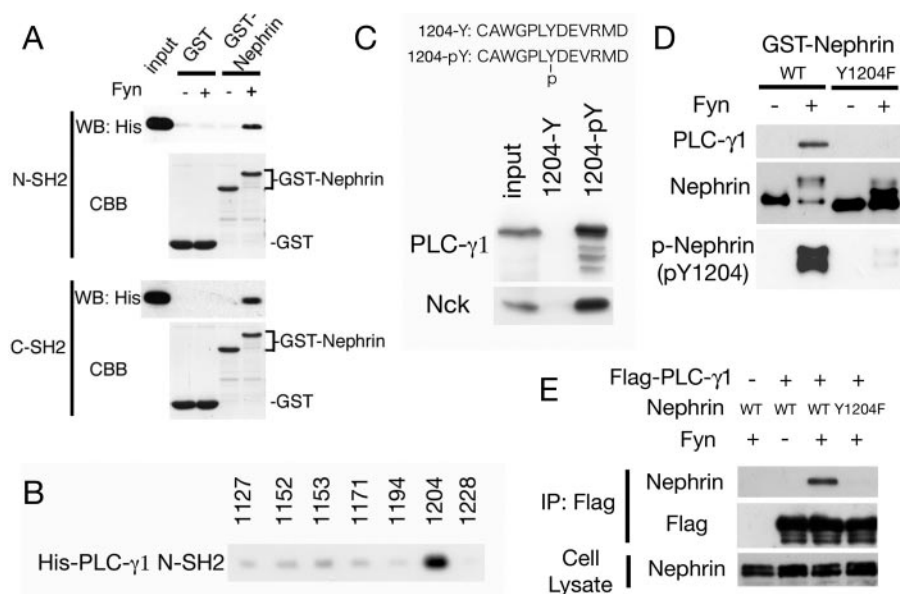 A
input
GST
GST-
Nephrin
Fyn - + - +
WB: His
N-SH2
CBB
-GST-Nephrin
-GST
WB: His
C-SH2
CBB
-GST-Nephrin
-GST
B
1127 1152 1153 1171 1194 1204 1228
His-PLC-γ1 N-SH2
C
1204-Y: CAWGPLYDEVRMD
1204-pY: CAWGPLYDEVRMD
p
input 1204-Y 1204-pY
PLC-γ1
Nck
D
GST-Nephrin
WT Y1204F
Fyn - + - +
PLC-γ1
Nephrin
p-Nephrin
(pY1204)
E
Flag-PLC-γ1 - + + +
Nephrin WT WT WT Y1204F
Fyn + - + +
IP: Flag
Nephrin
Flag
Cell
Lysate
Nephrin